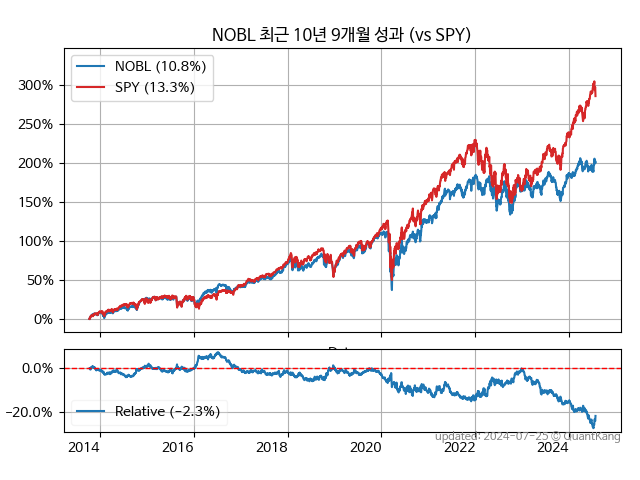 NOBL 최근 10년 9개월 성과 (vs SPY)
NOBL (10.8%)
SPY (13.3%)
300%
250%
200%
150%
100%
50%
0%
0.0%
−20.0%
Relative (−2.3%)
2014 2016 2018 2020 2022 2024
updated: 2024-07-25 © QuantKang